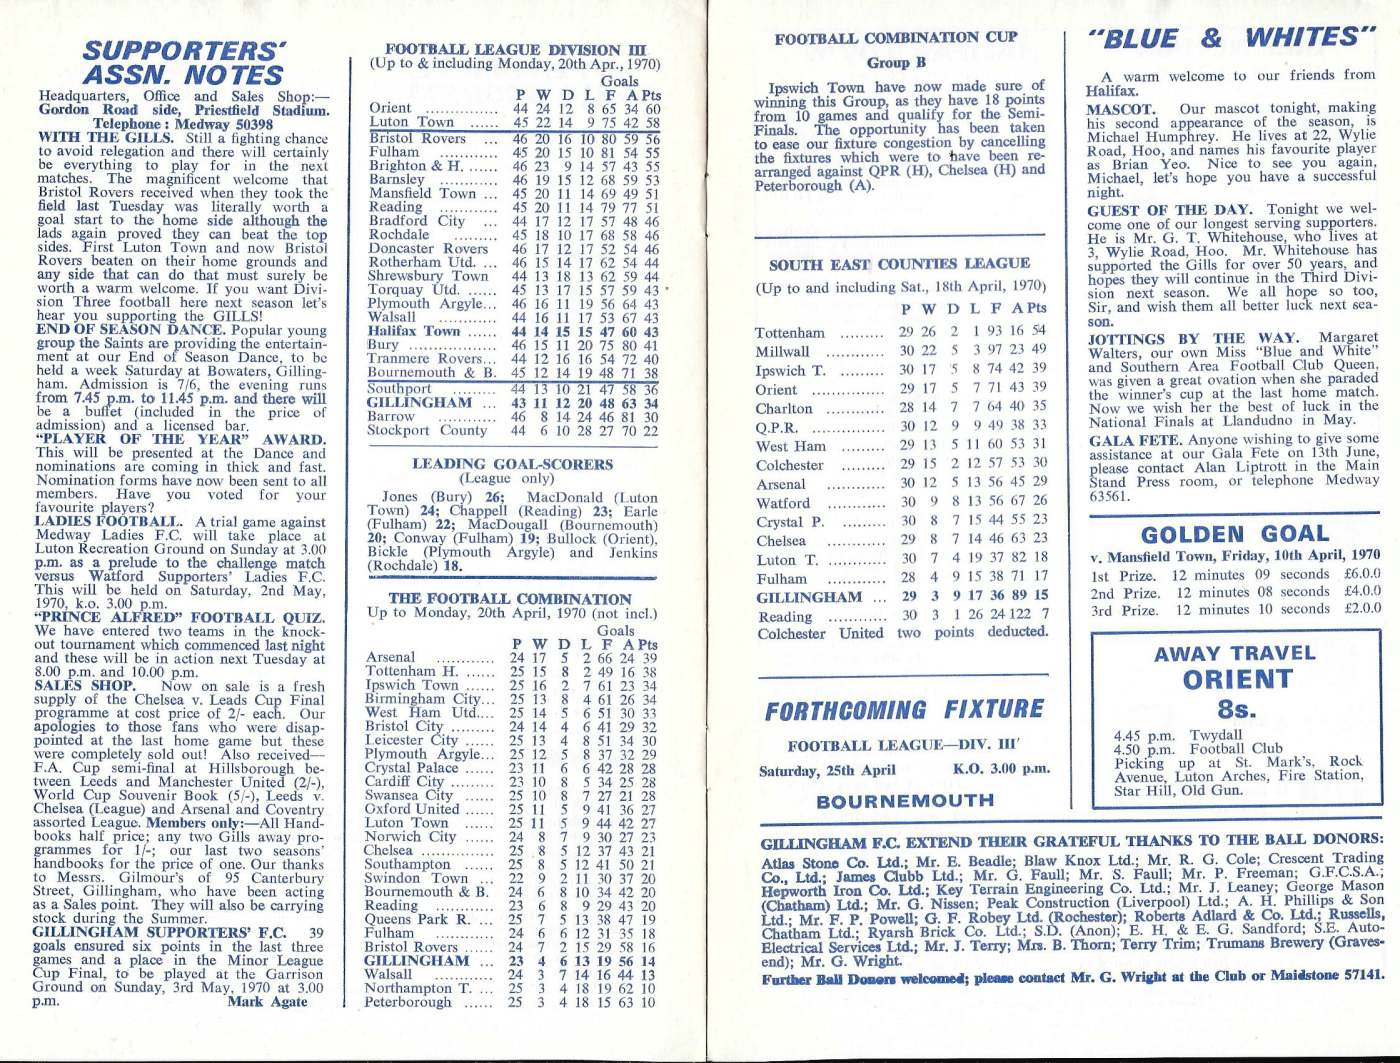 SUPPORTERS'
ASSN. NOTES
Headquarters, Office and Sales Shop:—
Gordon Road side, Priestfield Stadium.
Telephone : Medway 50398
WITH THE GILLS. Still a fighting chance
to avoid relegation and there will certainly
be everything to play for in the next
matches. The magnificent welcome that
Bristol Rovers received when they took the
field last Tuesday was literally worth a
goal start to the home side although the
lads again proved they can beat the top
sides. First Luton Town and now Bristol
Rovers beaten on their home grounds and
any side that can do that must surely be
worth a warm welcome. If you want Divi-
sion Three football here next season let's
hear you supporting the GILLS!
END OF SEASON DANCE. Popular young
group the Saints are providing the entertain-
ment at our End of Season Dance, to be
held a week Saturday at Bowaters, Gilling-
ham. Admission is 7/6, the evening runs
from 7.45 p.m. to 11.45 p.m. and there will
be a buffet (included in the price of
admission) and a licensed bar.
"PLAYER OF THE YEAR" AWARD.
This will be presented at the Dance and
nominations are coming in thick and fast.
Nomination forms have now been sent to all
members. Have you voted for your
favourite players?
LADIES FOOTBALL. A trial game against
Medway Ladies F.C. will take place at
Luton Recreation Ground on Sunday at 3.00
p.m. as a prelude to the challenge match
versus Watford Supporters' Ladies F.C.
This will be held on Saturday, 2nd May,
1970, k.o. 3.00 p.m.
"PRINCE ALFRED" FOOTBALL QUIZ.
We have entered two teams in the knock-
out tournament which commenced last night
and these will be in action next Tuesday at
8.00 p.m. and 10.00 p.m.
SALES SHOP. Now on sale is a fresh
supply of the Chelsea v. Leads Cup Final
programme at cost price of 2/- each. Our
apologies to those fans who were disap-
pointed at the last home game but these
were completely sold out! Also received—
F.A. Cup semi-final at Hillsborough be-
tween Leeds and Manchester United (2/-),
World Cup Souvenir Book (5/-), Leeds v.
Chelsea (League) and Arsenal and Coventry
assorted League. Members only:—All Hand-
books half price; any two Gills away pro-
grammes for 1/-; our last two seasons'
handbooks for the price of one. Our thanks
to Messrs. Gilmour's of 95 Canterbury
Street, Gillingham, who have been acting
as a Sales point. They will also be carrying
stock during the Summer.
GILLINGHAM SUPPORTERS' F.C. 39
goals ensured six points in the last three
games and a place in the Minor League
Cup Final, to be played at the Garrison
Ground on Sunday, 3rd May, 1970 at 3.00
p.m. Mark Agate
FOOTBALL LEAGUE DIVISION III
(Up to & including Monday, 20th Apr., 1970)
Goals
P W D L F A Pts
Orient ............ 44 24 12 8 65 34 60
Luton Town ...... 45 22 14 9 75 42 58
Bristol Rovers ... 46 20 16 10 80 59 56
Fulham ............ 45 20 15 10 81 54 55
Brighton & H. ...... 46 23 9 14 57 43 55
Barnsley ............ 46 19 15 12 68 59 53
Mansfield Town ... 45 20 11 14 69 49 51
Reading ............ 45 20 11 14 79 77 51
Bradford City ... 44 17 12 17 57 48 46
Rochdale ......... 45 18 10 17 68 58 46
Doncaster Rovers 46 17 12 17 52 54 46
Rotherham Utd. ... 46 15 14 17 62 54 44
Shrewsbury Town 44 13 18 13 62 59 44
Torquay Utd. ...... 45 13 17 15 57 59 43
Plymouth Argyle... 46 16 11 19 56 64 43
Walsall ............ 44 16 11 17 53 67 43
Halifax Town ...... 44 14 15 15 47 60 43
Bury .................. 46 15 11 20 75 80 41
Tranmere Rovers... 44 12 16 16 54 72 40
Bournemouth & B. 45 12 14 19 48 71 38
Southport ......... 44 13 10 21 47 58 36
GILLINGHAM ... 43 11 12 20 48 63 34
Barrow ............ 46 8 14 24 46 81 30
Stockport County 44 6 10 28 27 70 22
LEADING GOAL-SCORERS
(League only)
Jones (Bury) 26; MacDonald (Luton
Town) 24; Chappell (Reading) 23; Earle
(Fulham) 22; MacDougall (Bournemouth)
20; Conway (Fulham) 19; Bullock (Orient),
Bickle (Plymouth Argyle) and Jenkins
(Rochdale) 18.
THE FOOTBALL COMBINATION
Up to Monday, 20th April, 1970 (not incl.)
Goals
P W D L F A Pts
Arsenal ............ 24 17 5 2 66 24 39
Tottenham H. ...... 25 15 8 2 49 16 38
Ipswich Town ...... 25 16 2 7 61 23 34
Birmingham City... 25 13 8 4 61 26 34
West Ham Utd.... 25 14 5 6 51 30 33
Bristol City ......... 24 14 4 6 41 29 32
Leicester City ...... 25 13 4 8 51 34 30
Plymouth Argyle... 25 12 5 8 37 32 29
Crystal Palace ...... 23 11 6 6 42 28 28
Cardiff City ......... 23 10 8 5 34 25 28
Swansea City ...... 25 10 8 7 27 21 28
Oxford United ...... 25 11 5 9 41 36 27
Luton Town ...... 25 11 5 9 44 42 27
Norwich City ...... 24 8 7 9 30 27 23
Chelsea ............ 25 8 5 12 37 43 21
Southampton ...... 25 8 5 12 41 50 21
Swindon Town ... 22 9 2 11 30 37 20
Bournemouth & B. 24 6 8 10 34 42 20
Reading ............ 23 6 8 9 29 43 20
Queens Park R. ... 25 7 5 13 38 47 19
Fulham ............ 24 6 6 12 31 35 18
Bristol Rovers ...... 24 7 2 15 29 58 16
GILLINGHAM ... 23 4 6 13 19 56 14
Walsall ............ 24 3 7 14 16 44 13
Northampton T. ... 25 3 4 18 19 62 10
Peterborough ...... 25 3 4 18 15 63 10
FOOTBALL COMBINATION CUP
Group B
Ipswich Town have now made sure of
winning this Group, as they have 18 points
from 10 games and qualify for the Semi-
Finals. The opportunity has been taken
to ease our fixture congestion by cancelling
the fixtures which were to have been re-
arranged against QPR (H), Chelsea (H) and
Peterborough (A).
SOUTH EAST COUNTIES LEAGUE
(Up to and including Sat., 18th April, 1970)
P W D L F A Pts
Tottenham ......... 29 26 2 1 93 16 54
Millwall ............ 30 22 5 3 97 23 49
Ipswich T. ......... 30 17 5 8 74 42 39
Orient ............ 29 17 5 7 71 43 39
Charlton ............ 28 14 7 7 64 40 35
Q.P.R. ............ 30 12 9 9 49 38 33
West Ham ......... 29 13 5 11 60 53 31
Colchester ......... 29 15 2 12 57 53 30
Arsenal ............ 30 12 5 13 56 45 29
Watford ............ 30 9 8 13 56 67 26
Crystal P. ......... 30 8 7 15 44 55 23
Chelsea ............ 29 8 7 14 46 63 23
Luton T. ............ 30 7 4 19 37 82 18
Fulham ............ 28 4 9 15 38 71 17
GILLINGHAM ... 29 3 9 17 36 89 15
Reading ............ 30 3 1 26 24 122 7
Colchester United two points deducted.
FORTHCOMING FIXTURE
FOOTBALL LEAGUE—DIV. III
Saturday, 25th April K.O. 3.00 p.m.
BOURNEMOUTH
"BLUE & WHITES"
A warm welcome to our friends from
Halifax.
MASCOT. Our mascot tonight, making
his second appearance of the season, is
Michael Humphrey. He lives at 22, Wylie
Road, Hoo, and names his favourite player
as Brian Yeo. Nice to see you again,
Michael, let's hope you have a successful
night.
GUEST OF THE DAY. Tonight we wel-
come one of our longest serving supporters.
He is Mr. G. T. Whitehouse, who lives at
3, Wylie Road, Hoo. Mr. Whitehouse has
supported the Gills for over 50 years, and
hopes they will continue in the Third Divi-
sion next season. We all hope so too,
Sir, and wish them all better luck next sea-
son.
JOTTINGS BY THE WAY. Margaret
Walters, our own Miss "Blue and White"
and Southern Area Football Club Queen,
was given a great ovation when she paraded
the winner's cup at the last home match.
Now we wish her the best of luck in the
National Finals at Llandudno in May.
GALA FETE. Anyone wishing to give some
assistance at our Gala Fete on 13th June,
please contact Alan Liptrott in the Main
Stand Press room, or telephone Medway
63561.
GOLDEN GOAL
v. Mansfield Town, Friday, 10th April, 1970
1st Prize. 12 minutes 09 seconds £6.0.0
2nd Prize. 12 minutes 08 seconds £4.0.0
3rd Prize. 12 minutes 10 seconds £2.0.0
AWAY TRAVEL
ORIENT
8s.
4.45 p.m. Twydall
4.50 p.m. Football Club
Picking up at St. Mark's, Rock
Avenue, Luton Arches, Fire Station,
Star Hill, Old Gun.
GILLINGHAM F.C. EXTEND THEIR GRATEFUL THANKS TO THE BALL DONORS:
Atlas Stone Co. Ltd.; Mr. E. Beadle; Blaw Knox Ltd.; Mr. R. G. Cole; Crescent Trading
Co., Ltd.; James Clubb Ltd.; Mr. G. Faull; Mr. S. Faull; Mr. P. Freeman; G.F.C.S.A.;
Hepworth Iron Co. Ltd.; Key Terrain Engineering Co. Ltd.; Mr. J. Leaney; George Mason
(Chatham) Ltd.; Mr. G. Nissen; Peak Construction (Liverpool) Ltd.; A. H. Phillips & Son
Ltd.; Mr. F. P. Powell; G. F. Robey Ltd. (Rochester); Roberts Adlard & Co. Ltd.; Russells,
Chatham Ltd.; Ryarsh Brick Co. Ltd.; S.D. (Anon); E. H. & E. G. Sandford; S.E. Auto-
Electrical Services Ltd.; Mr. J. Terry; Mrs. B. Thorn; Terry Trim; Trumans Brewery (Graves-
end); Mr. G. Wright.
Further Ball Donors welcomed; please contact Mr. G. Wright at the Club or Maidstone 57141.